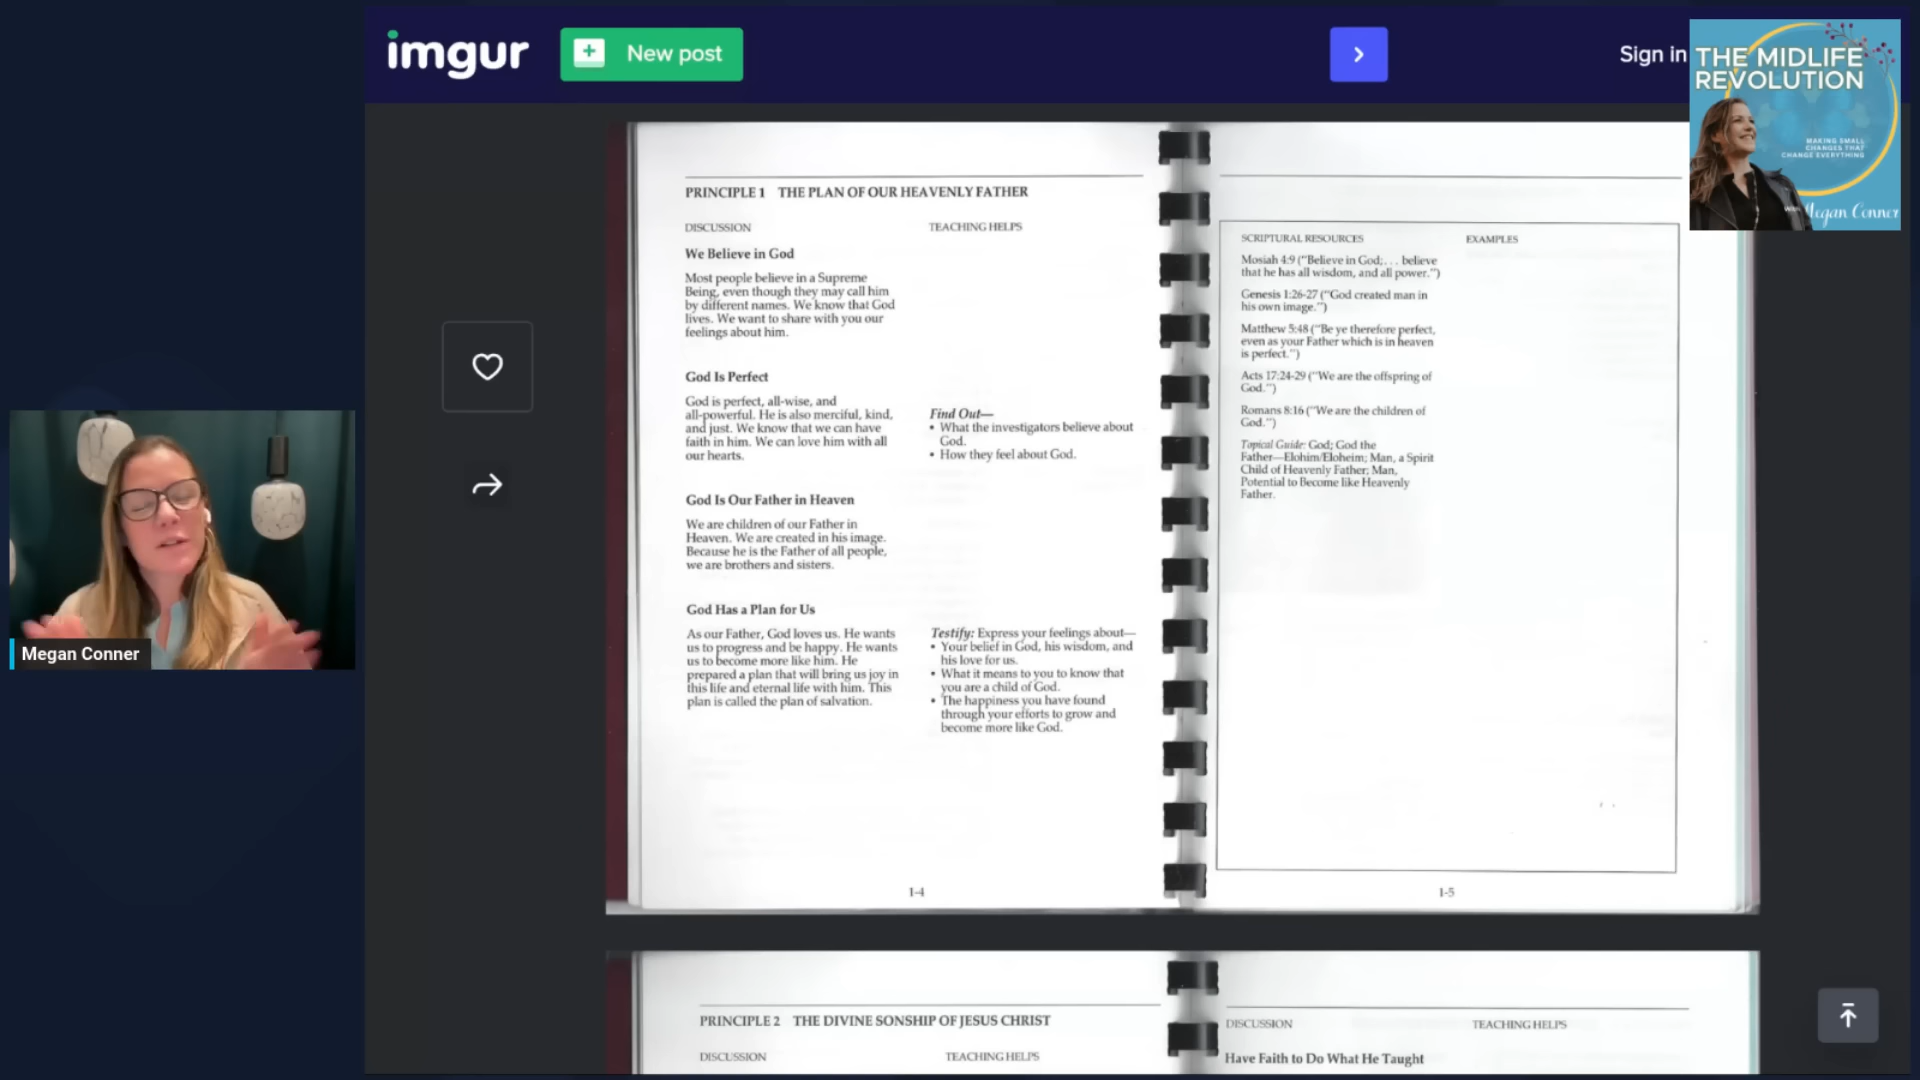 imgur
New post
Sign in
THE MIDLIFE
REVOLUTION
MAKING SMALL
CHANGES THAT
CHANGE EVERYTHING
with
Megan Conner
Megan Conner
PRINCIPLE 1 THE PLAN OF OUR HEAVENLY FATHER
DISCUSSION
TEACHING HELPS
We Believe in God
Most people believe in a Supreme
Being, even though they may call him
by different names. We know that God
lives. We want to share with you our
feelings about him.
God Is Perfect
God is perfect, all-wise, and
all-powerful. He is also merciful, kind,
and just. We know that we can have
faith in him. We can love him with all
our hearts.
Find Out—
• What the investigators believe about
God.
• How they feel about God.
God Is Our Father in Heaven
We are children of our Father in
Heaven. We are created in his image.
Because he is the Father of all people,
we are brothers and sisters.
God Has a Plan for Us
As our Father, God loves us. He wants
us to progress and be happy. He wants
us to become more like him. He
prepared a plan that will bring us joy in
this life and eternal life with him. This
plan is called the plan of salvation.
Testify: Express your feelings about—
• Your belief in God, his wisdom, and
his love for us.
• What it means to you to know that
you are a child of God.
• The happiness you have found
through your efforts to grow and
become more like God.
1-4
SCRIPTURAL RESOURCES
EXAMPLES
Mosiah 4:9 ("Believe in God; . . . believe
that he has all wisdom, and all power.")
Genesis 1:26-27 ("God created man in
his own image.")
Matthew 5:48 ("Be ye therefore perfect,
even as your Father which is in heaven
is perfect.")
Acts 17:24-29 ("We are the offspring of
God.")
Romans 8:16 ("We are the children of
God.")
Topical Guide: God; God the
Father—Elohim/Eloheim; Man, a Spirit
Child of Heavenly Father; Man,
Potential to Become like Heavenly
Father.
1-5
PRINCIPLE 2 THE DIVINE SONSHIP OF JESUS CHRIST
DISCUSSION
TEACHING HELPS
DISCUSSION
TEACHING HELPS
Have Faith to Do What He Taught